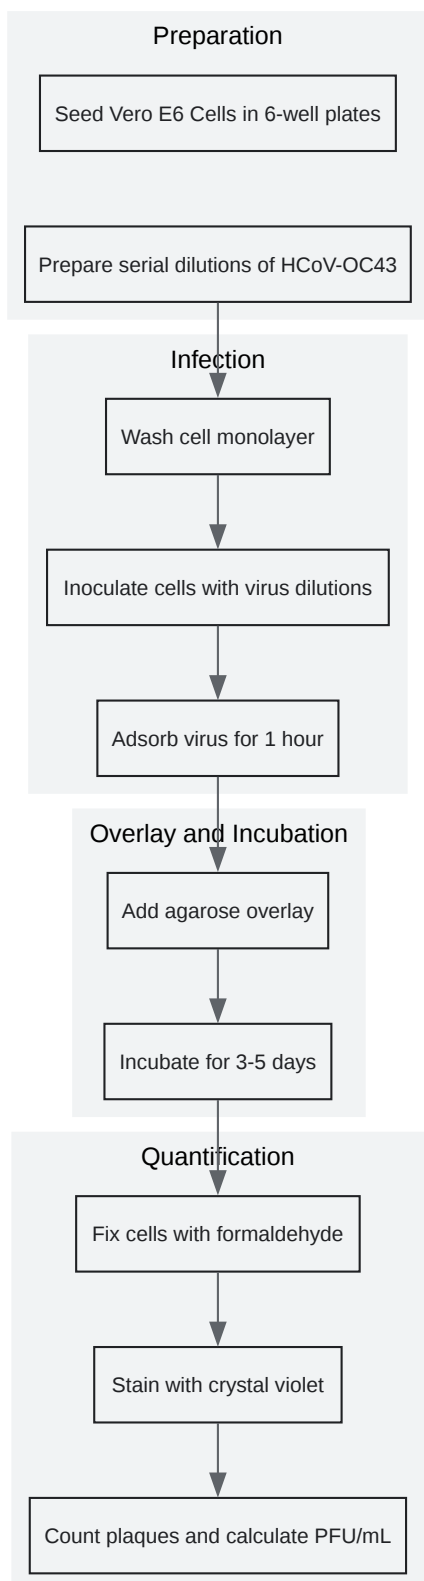 Preparation
Seed Vero E6 Cells in 6-well plates
Prepare serial dilutions of HCoV-OC43
Infection
Wash cell monolayer
Inoculate cells with virus dilutions
Adsorb virus for 1 hour
Overlay and Incubation
Add agarose overlay
Incubate for 3-5 days
Quantification
Fix cells with formaldehyde
Stain with crystal violet
Count plaques and calculate PFU/mL